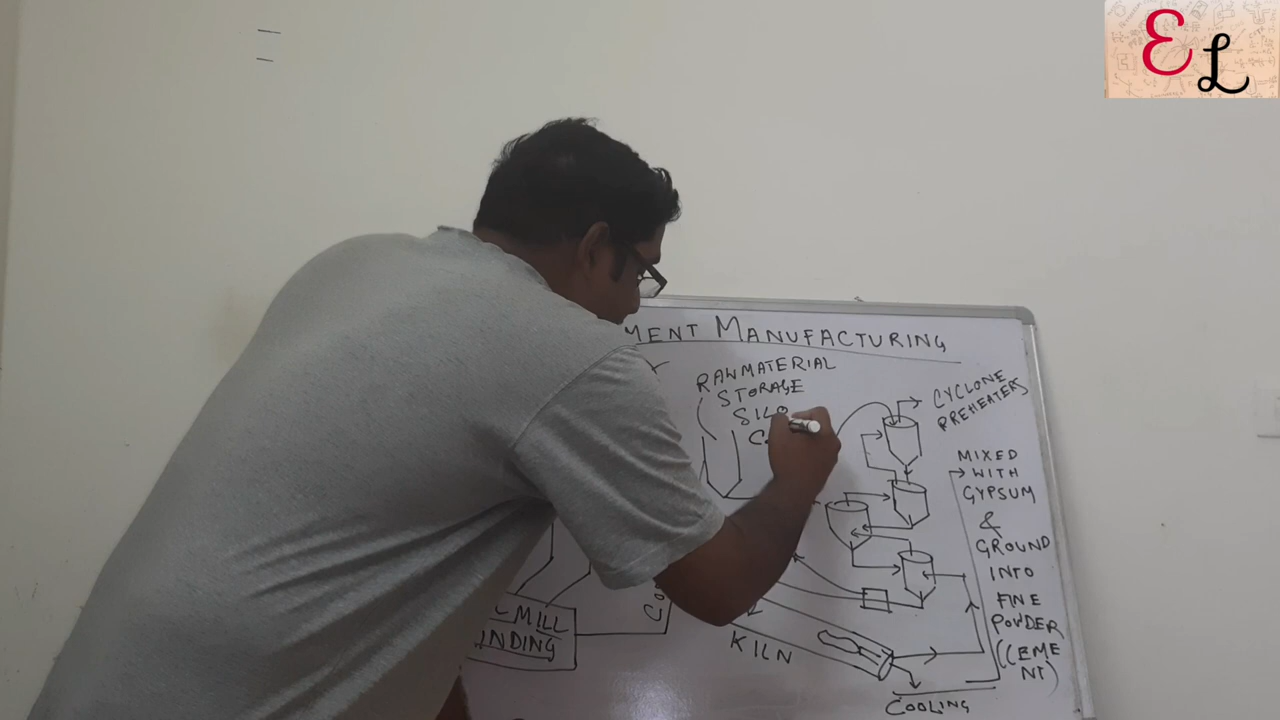 EL
MENT MANUFACTURING
RAWMATERIAL
STORAGE
SILO
CYCLONE
PREHEATERS
MIXED
WITH
GYPSUM
&
GROUND
INTO
FINE
POWDER
(CEME
NT)
MILL
NDING
KILN
COOLING